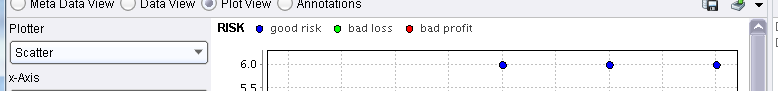 Meta Data View Data View Plot View Annotations
Plotter
RISK good risk bad loss bad profit
Scatter
6.0
x-Axis
5.5